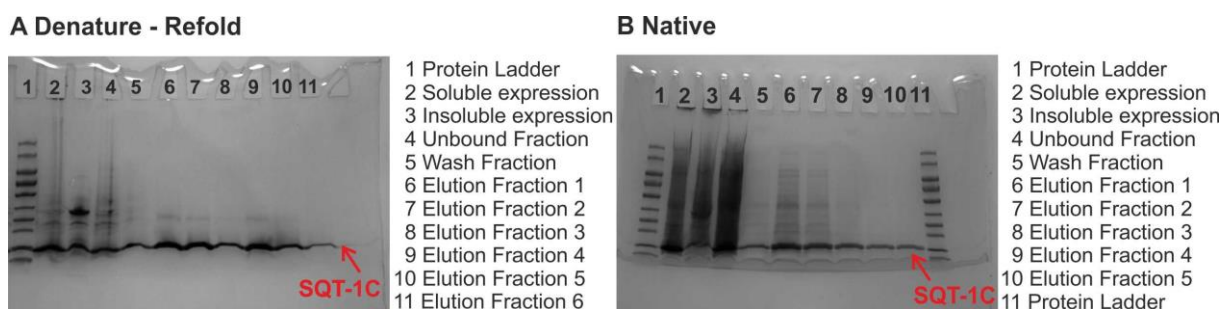 A Denature - Refold
1 2 3 4 5 6 7 8 9 10 11
SQT-1C
1 Protein Ladder
2 Soluble expression
3 Insoluble expression
4 Unbound Fraction
5 Wash Fraction
6 Elution Fraction 1
7 Elution Fraction 2
8 Elution Fraction 3
9 Elution Fraction 4
10 Elution Fraction 5
11 Elution Fraction 6
B Native
1 2 3 4 5 6 7 8 9 10 11
SQT-1C
1 Protein Ladder
2 Soluble expression
3 Insoluble expression
4 Unbound Fraction
5 Wash Fraction
6 Elution Fraction 1
7 Elution Fraction 2
8 Elution Fraction 3
9 Elution Fraction 4
10 Elution Fraction 5
11 Protein Ladder